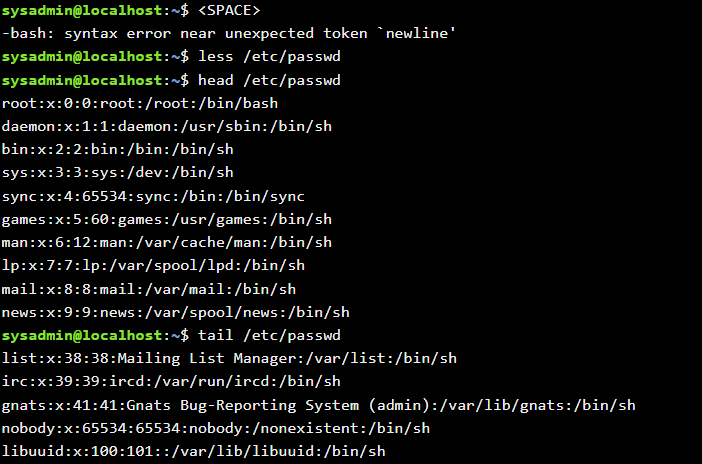 sysadmin@localhost:~$ <SPACE>
-bash: syntax error near unexpected token `newline'
sysadmin@localhost:~$ less /etc/passwd
sysadmin@localhost:~$ head /etc/passwd
root:x:0:0:root:/root:/bin/bash
daemon:x:1:1:daemon:/usr/sbin:/bin/sh
bin:x:2:2:bin:/bin:/bin/sh
sys:x:3:3:sys:/dev:/bin/sh
sync:x:4:65534:sync:/bin:/bin/sync
games:x:5:60:games:/usr/games:/bin/sh
man:x:6:12:man:/var/cache/man:/bin/sh
lp:x:7:7:lp:/var/spool/lpd:/bin/sh
mail:x:8:8:mail:/var/mail:/bin/sh
news:x:9:9:news:/var/spool/news:/bin/sh
sysadmin@localhost:~$ tail /etc/passwd
list:x:38:38:Mailing List Manager:/var/list:/bin/sh
irc:x:39:39:ircd:/var/run/ircd:/bin/sh
gnats:x:41:41:Gnats Bug-Reporting System (admin):/var/lib/gnats:/bin/sh
nobody:x:65534:65534:nobody:/nonexistent:/bin/sh
libuuid:x:100:101::/var/lib/libuuid:/bin/sh